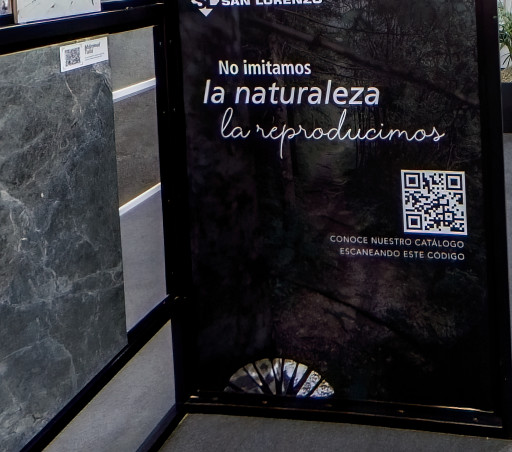 SAN LORENZO
No imitamos
la naturaleza
la reproducimos
CONOCE NUESTRO CATÁLOGO
ESCANEANDO ESTE CÓDIGO